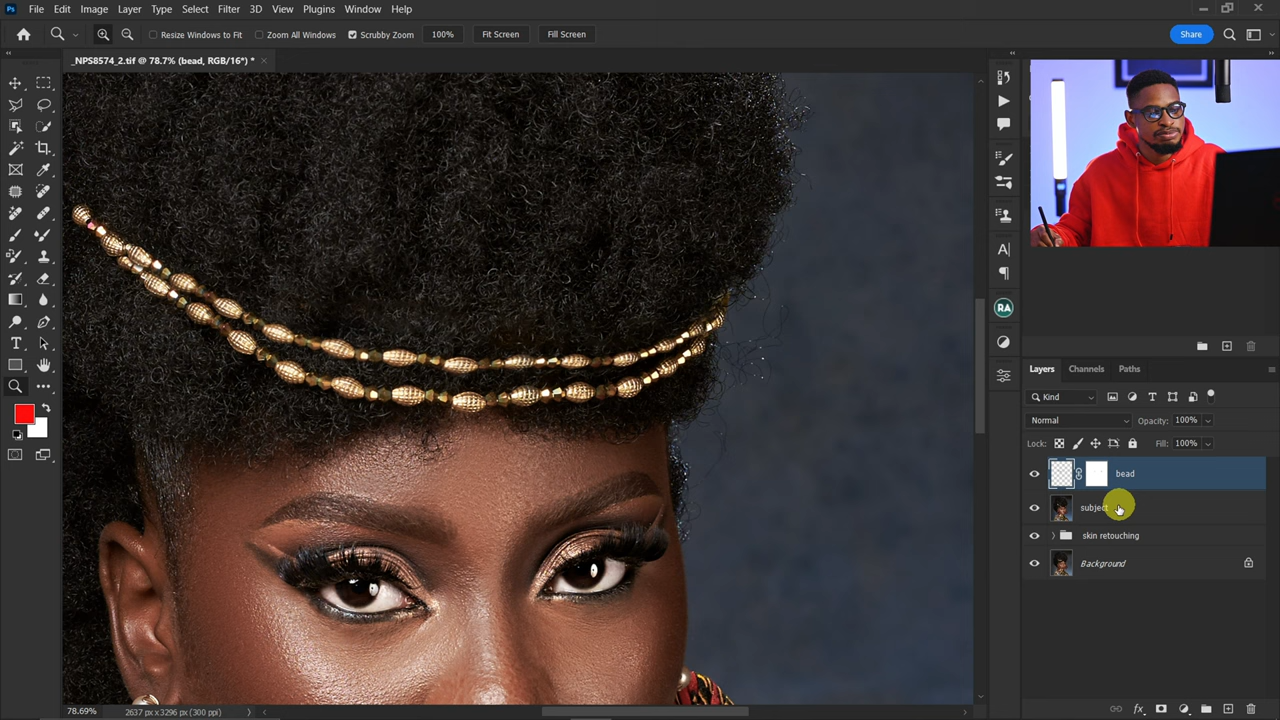 Ps File Edit Image Layer Type Select Filter 3D View Plugins Window Help
Resize Windows to Fit Zoom All Windows Scrubby Zoom 100% Fit Screen Fill Screen Share
_NPS8574_2.tif @ 78.7% (bead, RGB/16*) * ×
RA
Layers Channels Paths
Kind
Normal Opacity: 100%
Lock: Fill: 100%
bead
subject
skin retouching
Background
78.69% 2637 px x 3296 px (300 ppi)